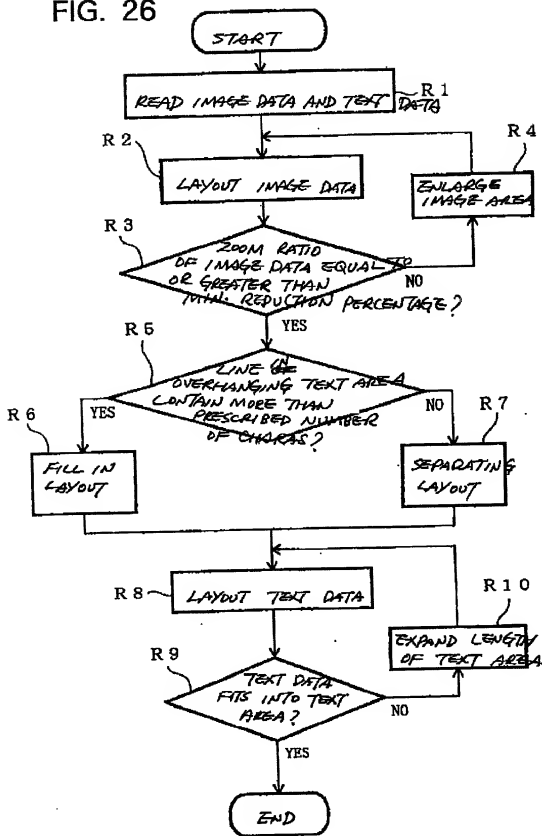 FIG. 26
START
R1
READ IMAGE DATA AND TEXT DATA
R2
LAYOUT IMAGE DATA
R4
ENLARGE
IMAGE AREA
R3
ZOOM RATIO
OF IMAGE DATA EQUAL TO
OR GREATER THAN
MIN. REDUCTION PERCENTAGE?
NO
YES
R5
LINE IN
OVERHANGING TEXT AREA
CONTAIN MORE THAN
PRESCRIBED NUMBER
OF CHARAS?
YES
NO
R6
FILL IN
LAYOUT
R7
SEPARATING
LAYOUT
R8
LAYOUT TEXT DATA
R10
EXPAND LENGTH
OF TEXT AREA
R9
TEXT DATA
FITS INTO TEXT
AREA?
NO
YES
END